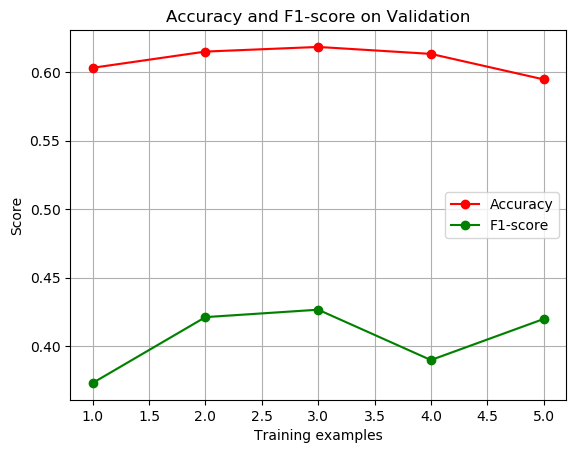 Accuracy and F1-score on Validation
Score
0.60
0.55
0.50
0.45
0.40
Accuracy
F1-score
1.0 1.5 2.0 2.5 3.0 3.5 4.0 4.5 5.0
Training examples